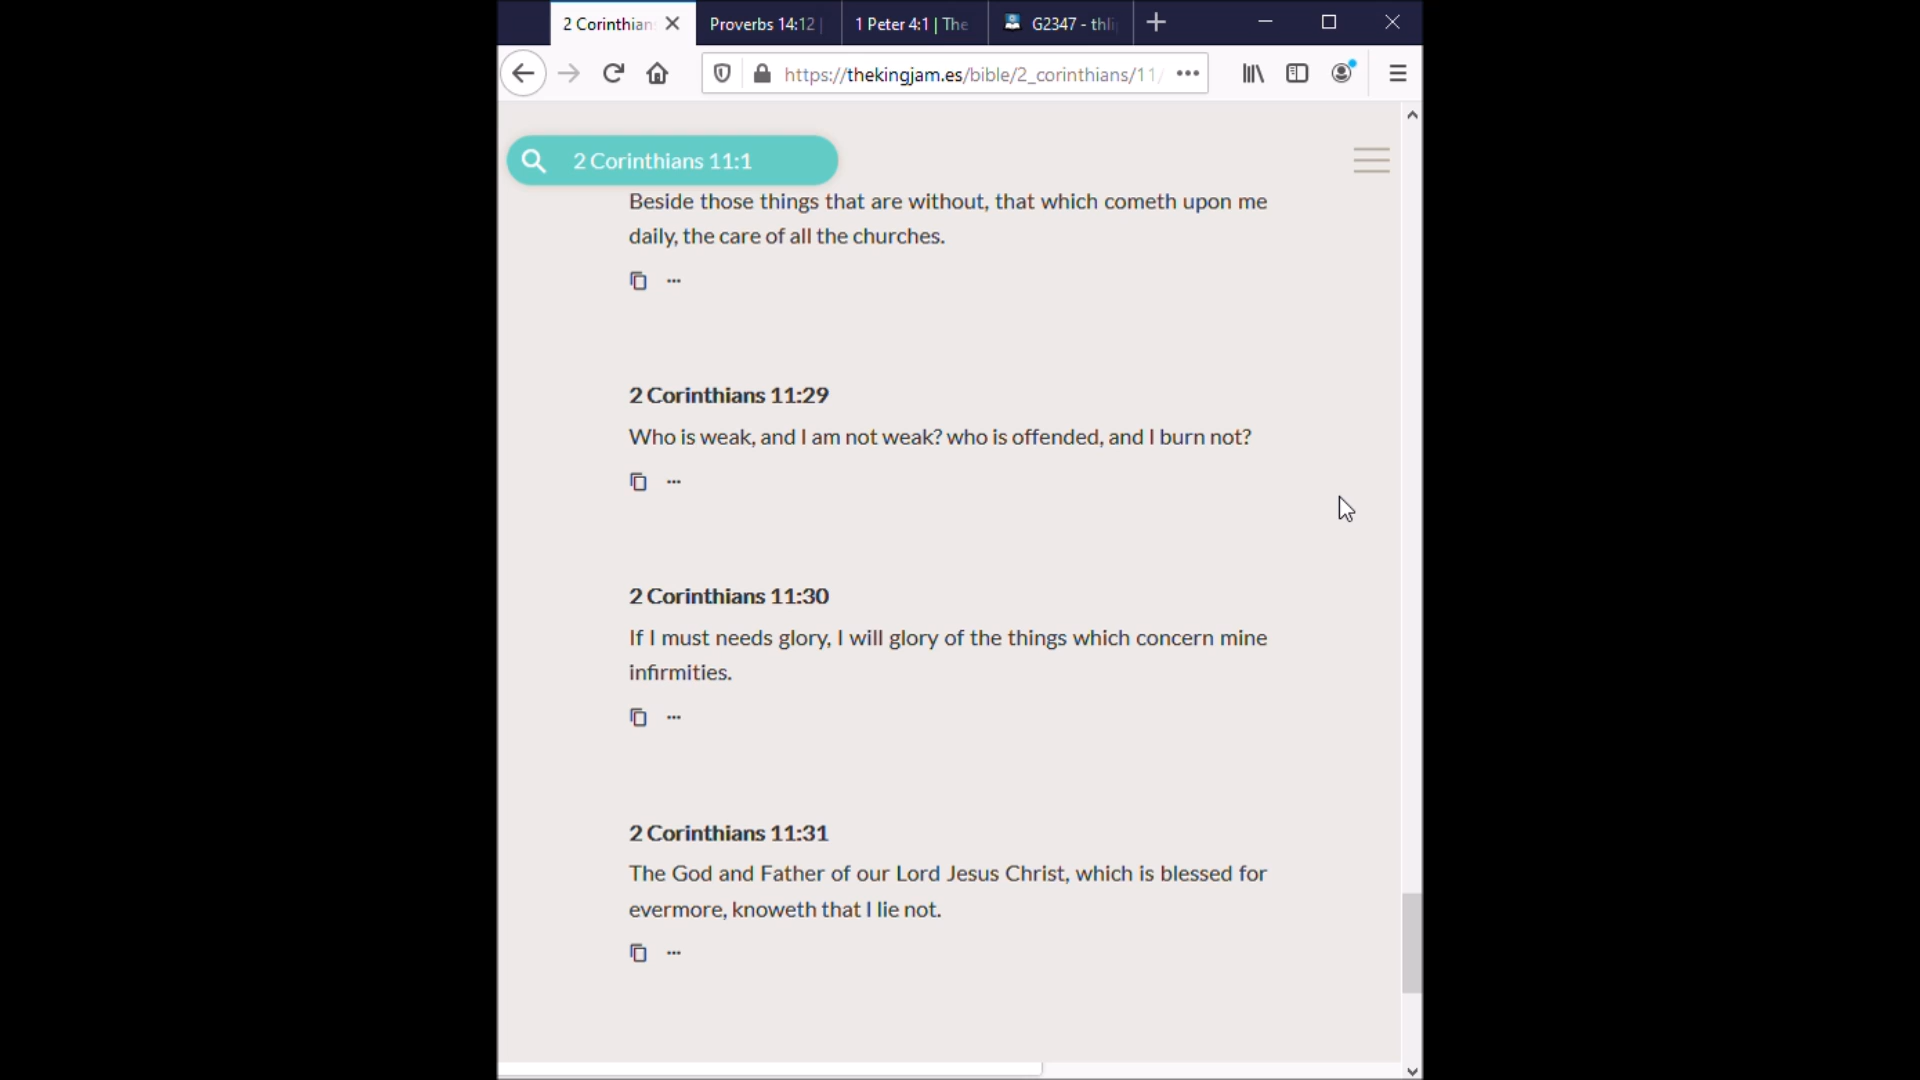 2 Corinthian
Proverbs 14:12 |
1 Peter 4:1 | The
G2347 - thli
https://thekingjam.es/bible/2_corinthians/11/
2 Corinthians 11:1
Beside those things that are without, that which cometh upon me
daily, the care of all the churches.
2 Corinthians 11:29
Who is weak, and I am not weak? who is offended, and I burn not?
2 Corinthians 11:30
If I must needs glory, I will glory of the things which concern mine
infirmities.
2 Corinthians 11:31
The God and Father of our Lord Jesus Christ, which is blessed for
evermore, knoweth that I lie not.